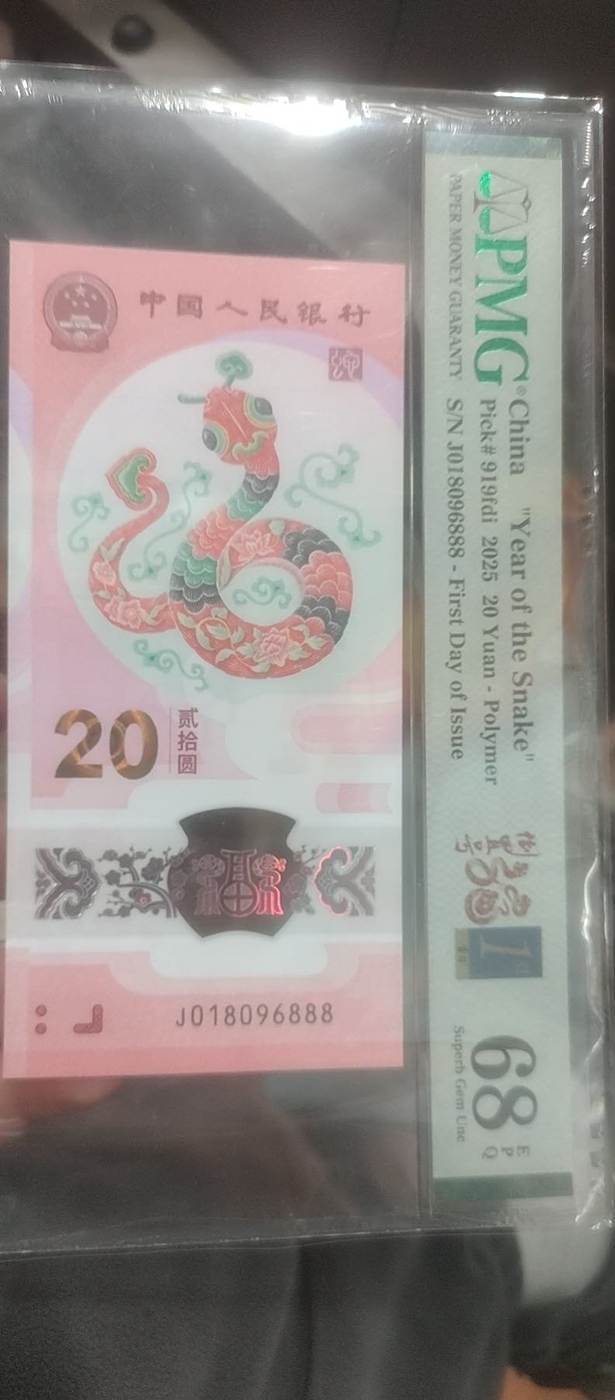 中国人民银行
20
贰拾圆
J018096888
PMG®
PAPER MONEY GUARANTY
China "Year of the Snake"
Pick# 919fdi 2025 20 Yuan - Polymer
S/N J018096888 - First Day of Issue
68
EPQ
Superb Gem Unc